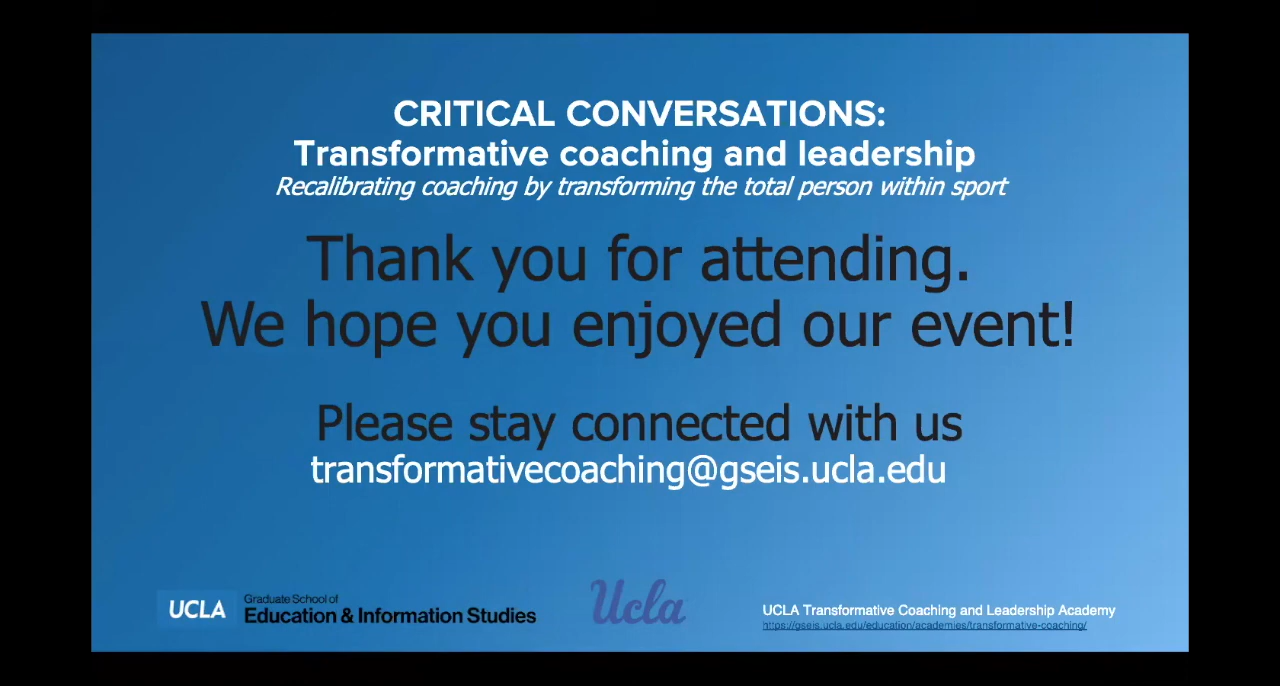 CRITICAL CONVERSATIONS:
Transformative coaching and leadership
Recalibrating coaching by transforming the total person within sport
Thank you for attending.
We hope you enjoyed our event!
Please stay connected with us
transformativecoaching@gseis.ucla.edu
UCLA
Graduate School of
Education & Information Studies
Ucla
UCLA Transformative Coaching and Leadership Academy
https://gseis.ucla.edu/education/academies/transformative-coaching/